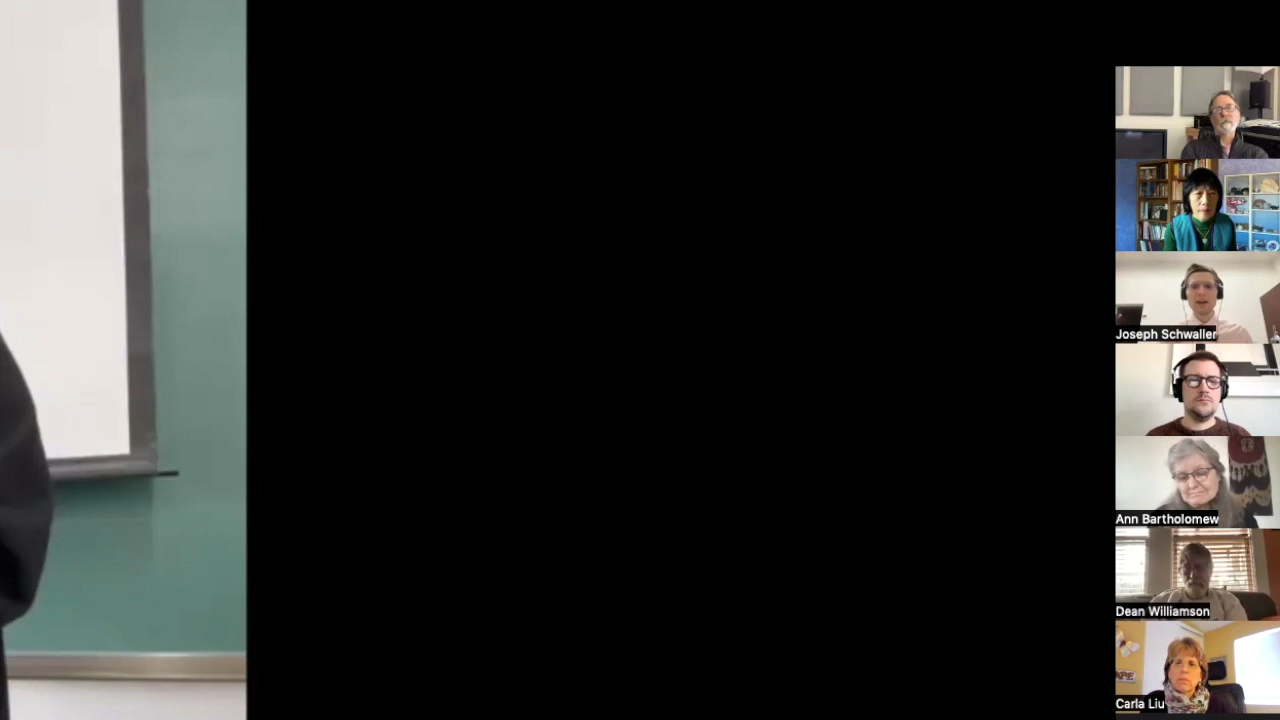 Joseph Schwaller
Ann Bartholomew
Dean Williamson
Carla Liu